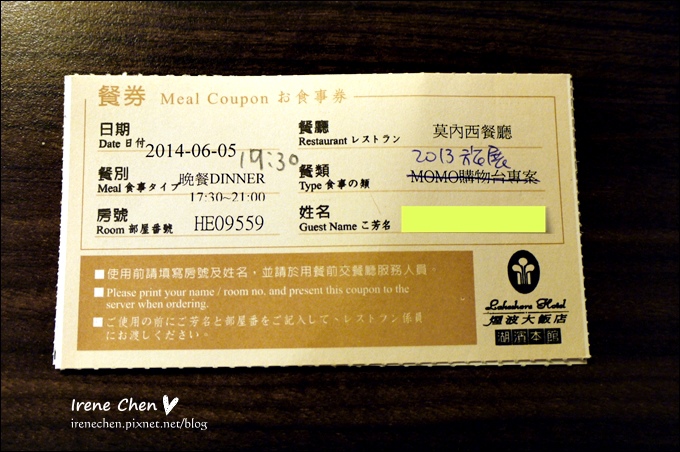 餐券 Meal Coupon お食事券
日期
Date 日付 2014-06-05 19:30
餐廳
Restaurant レストラン 莫內西餐廳
餐別
Meal 食事タイプ 晚餐DINNER
17:30~21:00
2013 旅展
餐類
Type 食事の類 MOMO購物台專案
房號
Room 部屋番號 HE09559
姓名
Guest Name ご芳名
■使用前請填寫房號及姓名，並請於用餐前交餐廳服務人員。
■Please print your name / room no. and present this coupon to the
server when ordering.
■ご使用の前にご芳名と部屋番をご記入して、レストラン係員
にお渡しください。
Lakeshore Hotel
煙波大飯店
湖濱本館
Irene Chen
irenechen.pixnet.net/blog